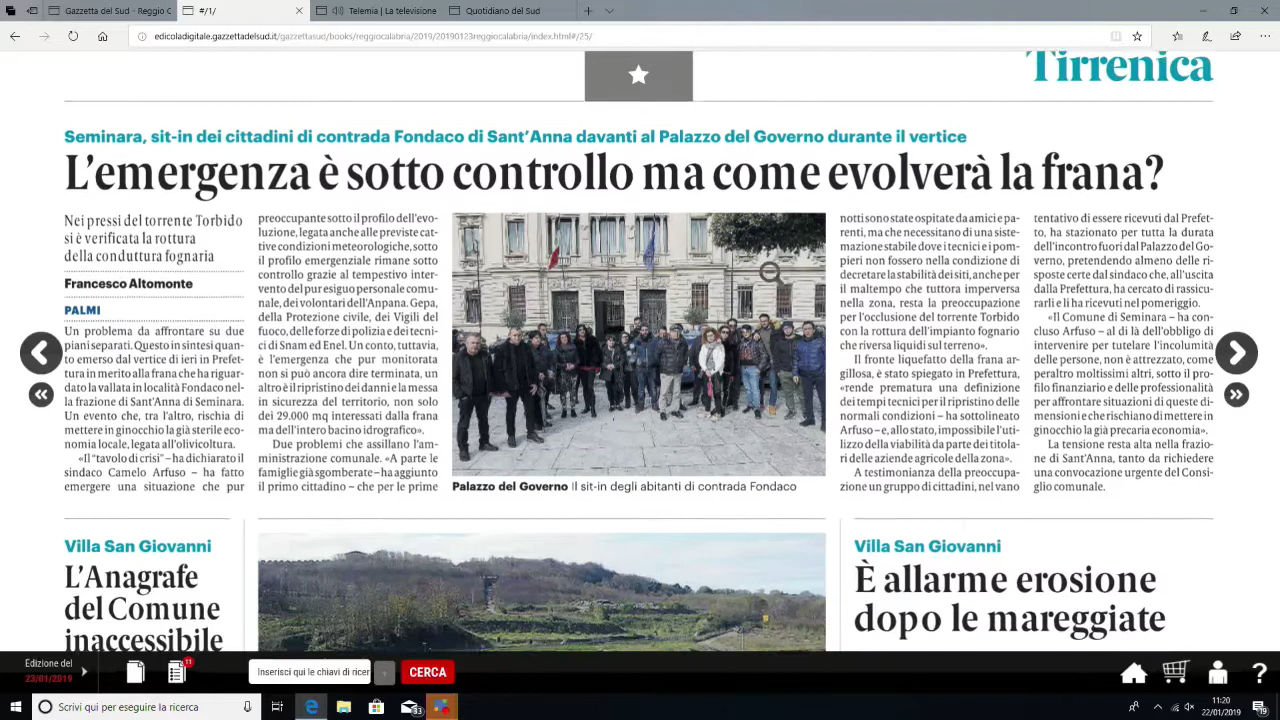 Seg - Reggio C
#1/
Telemia | La televisione
Quotidiano del Sud
edicoladigitale.gazzettadelsud.it/gazzettasud/books/reggiocalabria/2019/20190123reggiocalabria/index.html#/25/
Tirrenica
Seminara, sit-in dei cittadini di contrada Fondaco di Sant'Anna davanti al Palazzo del Governo durante il vertice
L'emergenza è sotto controllo ma come evolverà la frana?
Nei pressi del torrente Torbido
si è verificata la rottura
della conduttura fognaria
Francesco Altomonte
PALMI
Un problema da affrontare su due
piani separati. Questo in sintesi quan-
to emerso dal vertice di ieri in Prefet-
tura in merito alla frana che ha riguar-
dato la vallata in località Fondaco nel-
la frazione di Sant'Anna di Seminara.
Un evento che, tra l'altro, rischia di
mettere in ginocchio la già sterile eco-
nomia locale, legata all'olivicoltura.
«Il "tavolo di crisi" – ha dichiarato il
sindaco Camelo Arfuso – ha fatto
emergere una situazione che pur
preoccupante sotto il profilo dell'evo-
luzione, legata anche alle previste cat-
tive condizioni meteorologiche, sotto
il profilo emergenziale rimane sotto
controllo grazie al tempestivo inter-
vento del pur esiguo personale comu-
nale, dei volontari dell'Anpana. Gepa,
della Protezione civile, dei Vigili del
fuoco, delle forze di polizia e dei tecni-
ci di Snam ed Enel. Un conto, tuttavia,
è l'emergenza che pur monitorata
non si può ancora dire terminata, un
altro è il ripristino dei danni e la messa
in sicurezza del territorio, non solo
dei 29.000 mq interessati dalla frana
ma dell'intero bacino idrografico».
Due problemi che assillano l'am-
ministrazione comunale. «A parte le
famiglie già sgomberate – ha aggiunto
il primo cittadino – che per le prime
Palazzo del Governo Il sit-in degli abitanti di contrada Fondaco
notti sono state ospitate da amici e pa-
renti, ma che necessitano di una siste-
mazione stabile dove i tecnici e i pom-
pieri non fossero nella condizione di
decretare la stabilità dei siti, anche per
il maltempo che tuttora imperversa
nella zona, resta la preoccupazione
per l'occlusione del torrente Torbido
con la rottura dell'impianto fognario
che riversa liquidi sul terreno».
Il fronte liquefatto della frana ar-
gillosa, è stato spiegato in Prefettura,
«rende prematura una definizione
dei tempi tecnici per il ripristino delle
normali condizioni – ha sottolineato
Arfuso – e, allo stato, impossibile l'uti-
lizzo della viabilità da parte dei titola-
ri delle aziende agricole della zona».
A testimonianza della preoccupa-
zione un gruppo di cittadini, nel vano
tentativo di essere ricevuti dal Prefet-
to, ha stazionato per tutta la durata
dell'incontro fuori dal Palazzo del Go-
verno, pretendendo almeno delle ri-
sposte certe dal sindaco che, all'uscita
dalla Prefettura, ha cercato di rassicu-
rarli e li ha ricevuti nel pomeriggio.
«Il Comune di Seminara – ha con-
cluso Arfuso – al di là dell'obbligo di
intervenire per tutelare l'incolumità
delle persone, non è attrezzato, come
peraltro moltissimi altri, sotto il pro-
filo finanziario e delle professionalità
per affrontare situazioni di queste di-
mensioni e che rischiano di mettere in
ginocchio la già precaria economia».
La tensione resta alta nella frazio-
ne di Sant'Anna, tanto da richiedere
una convocazione urgente del Consi-
glio comunale.
Villa San Giovanni
L'Anagrafe
del Comune
inaccessibile
Villa San Giovanni
È allarme erosione
dopo le mareggiate
Edizione del
23/01/2019
11
Inserisci qui le chiavi di ricer
CERCA
?
Scrivi qui per eseguire la ricerca
33
11:20
22/01/2019
19